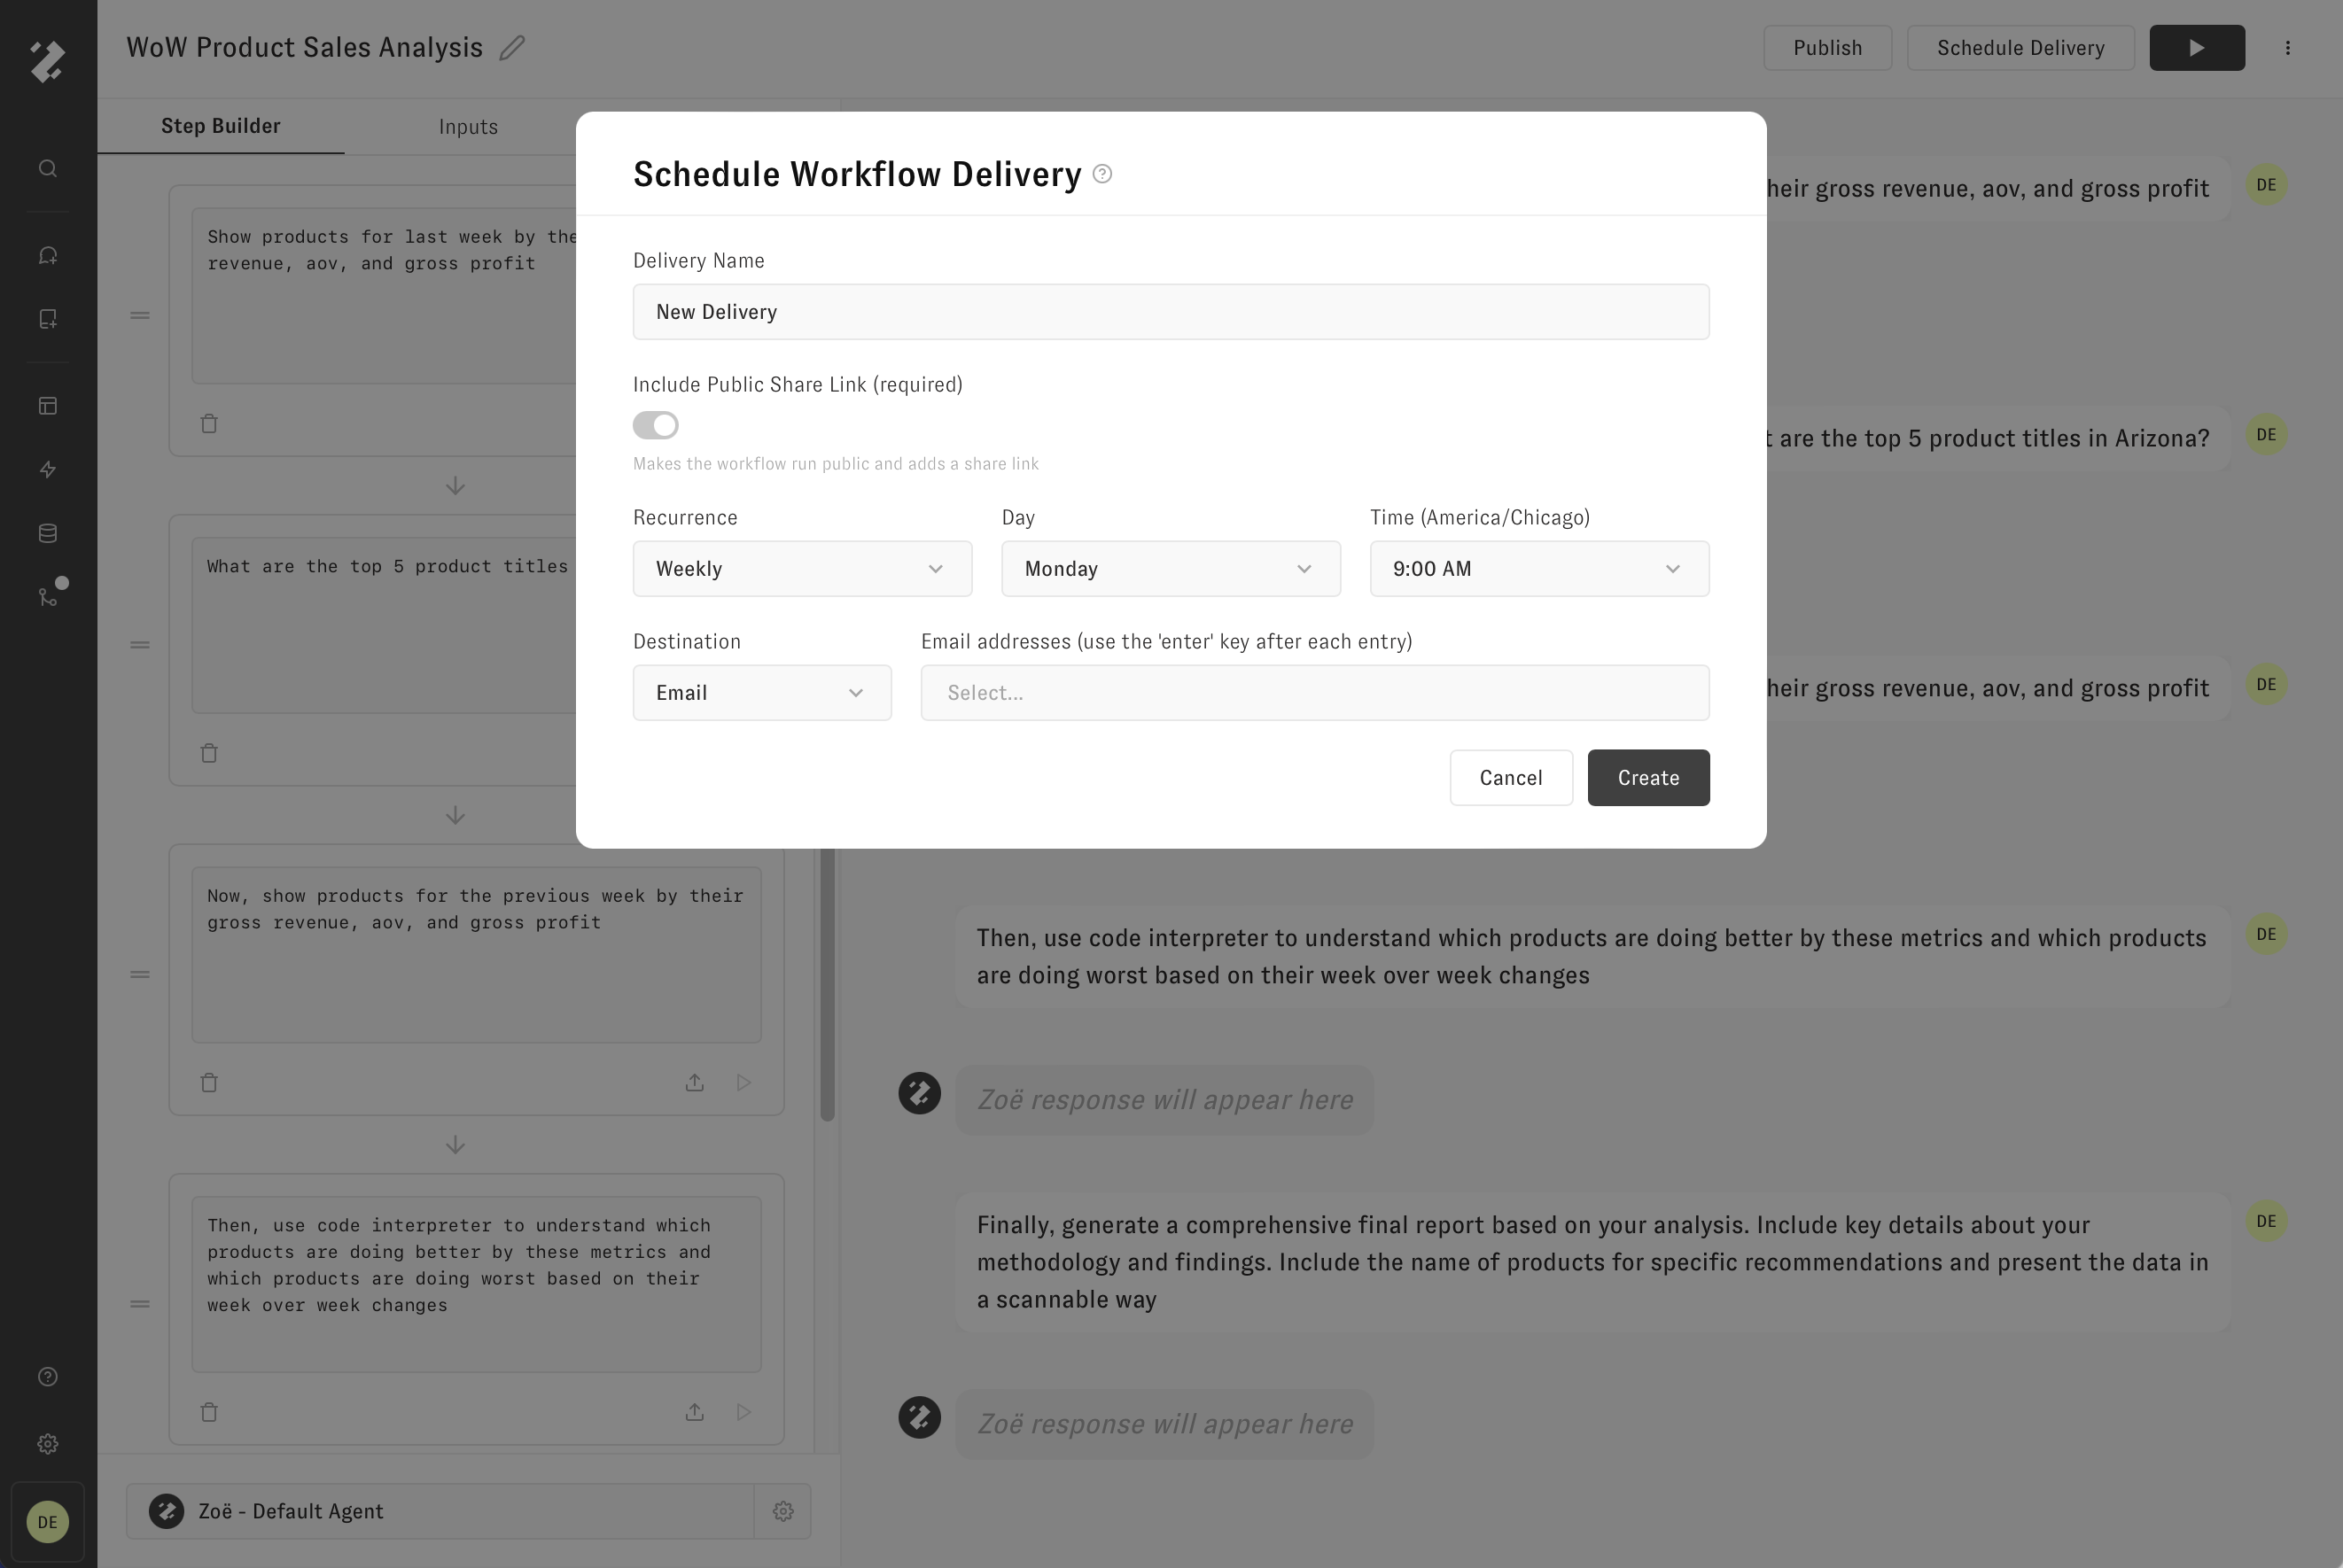 WoW Product Sales Analysis
Publish
Schedule Delivery
Step Builder
Inputs
Show products for last week by the
revenue, aov, and gross profit
What are the top 5 product titles
Now, show products for the previous week by their
gross revenue, aov, and gross profit
Then, use code interpreter to understand which
products are doing better by these metrics and
which products are doing worst based on their
week over week changes
Zoë - Default Agent
DE
Schedule Workflow Delivery
Delivery Name
New Delivery
Include Public Share Link (required)
Makes the workflow run public and adds a share link
Recurrence
Day
Time (America/Chicago)
Weekly
Monday
9:00 AM
Destination
Email addresses (use the 'enter' key after each entry)
Email
Select...
Cancel
Create
heir gross revenue, aov, and gross profit
DE
t are the top 5 product titles in Arizona?
DE
heir gross revenue, aov, and gross profit
DE
Then, use code interpreter to understand which products are doing better by these metrics and which products
are doing worst based on their week over week changes
DE
Zoë response will appear here
Finally, generate a comprehensive final report based on your analysis. Include key details about your
methodology and findings. Include the name of products for specific recommendations and present the data in
a scannable way
DE
Zoë response will appear here